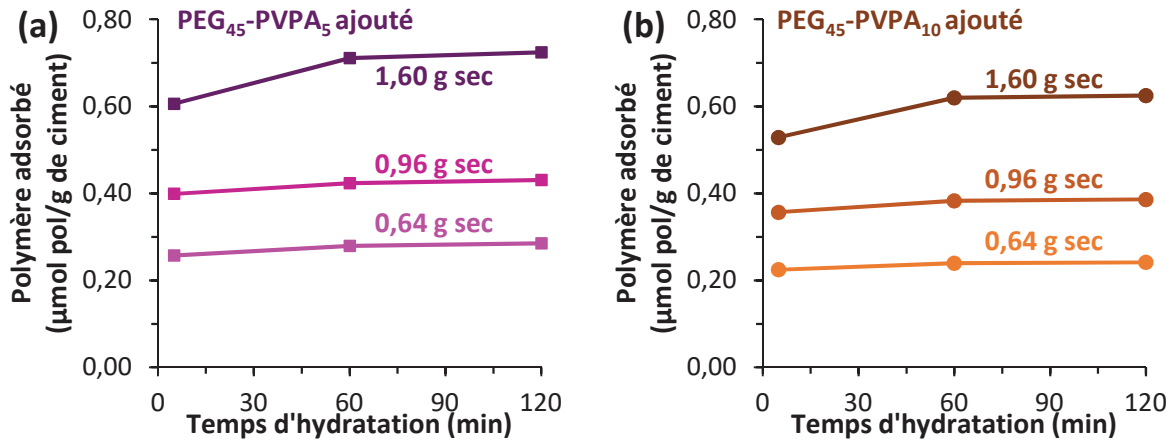 (a)
PEG₄₅-PVPA₅ ajouté
Polymère adsorbé
(µmol pol/g de ciment)
0,80
0,60
0,40
0,20
0,00
1,60 g sec
0,96 g sec
0,64 g sec
0
30
60
90
120
Temps d'hydratation (min)
(b)
PEG₄₅-PVPA₁₀ ajouté
Polymère adsorbé
(µmol pol/g de ciment)
0,80
0,60
0,40
0,20
0,00
1,60 g sec
0,96 g sec
0,64 g sec
0
30
60
90
120
Temps d'hydratation (min)